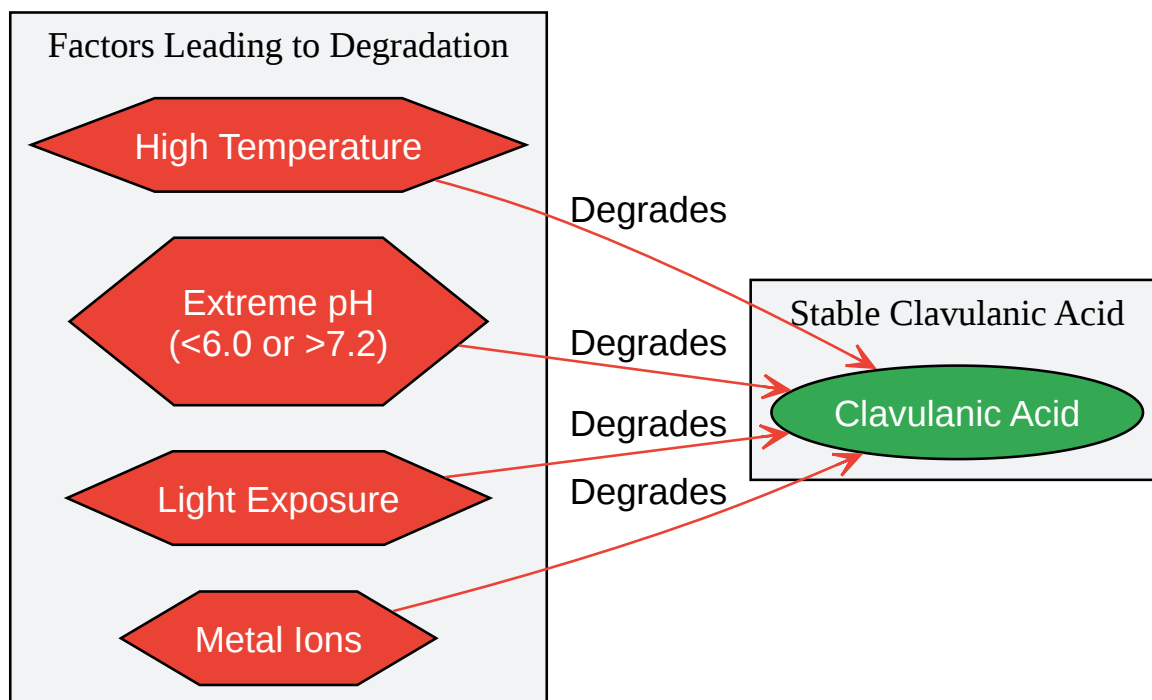 Factors Leading to Degradation
High Temperature
Extreme pH
(<6.0 or >7.2)
Light Exposure
Metal Ions
Degrades
Degrades
Degrades
Degrades
Stable Clavulanic Acid
Clavulanic Acid